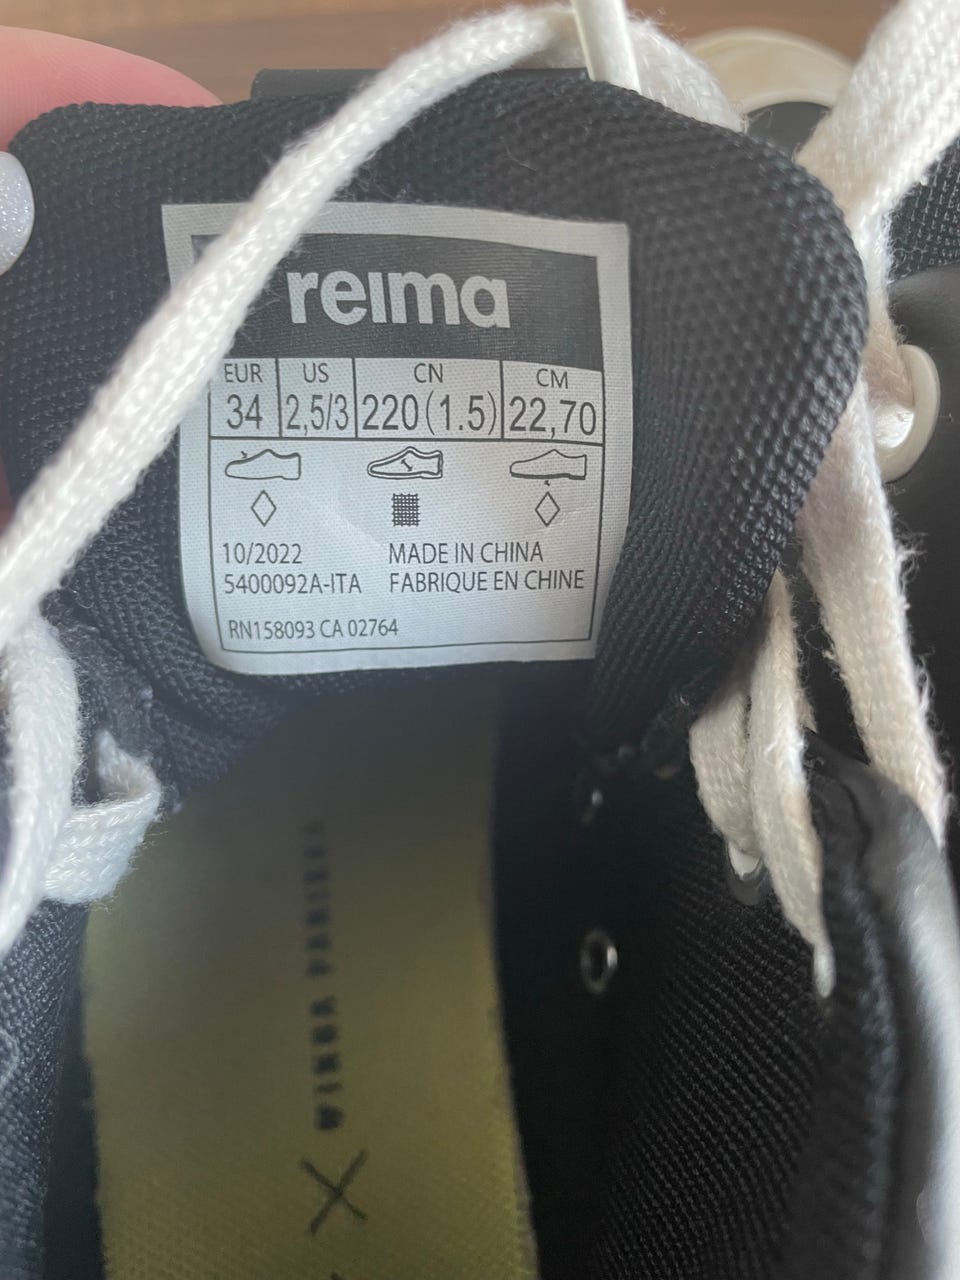 reima
EUR US CN CM
34 2,5/3 220(1.5) 22,70
10/2022 MADE IN CHINA
5400092A-ITA FABRIQUE EN CHINE
RN158093 CA 02764